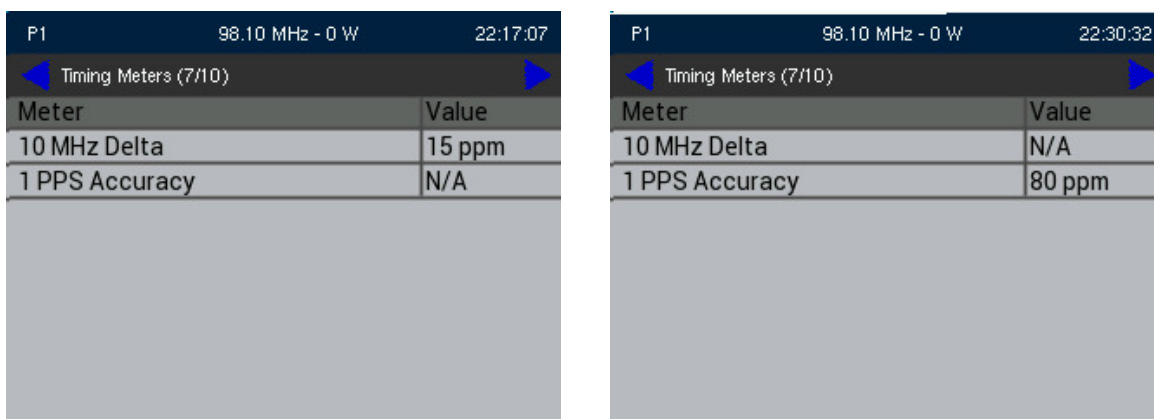 P1 98.10 MHz - 0 W 22:17:07
Timing Meters (7/10)
Meter Value
10 MHz Delta 15 ppm
1 PPS Accuracy N/A
P1 98.10 MHz - 0 W 22:30:32
Timing Meters (7/10)
Meter Value
10 MHz Delta N/A
1 PPS Accuracy 80 ppm